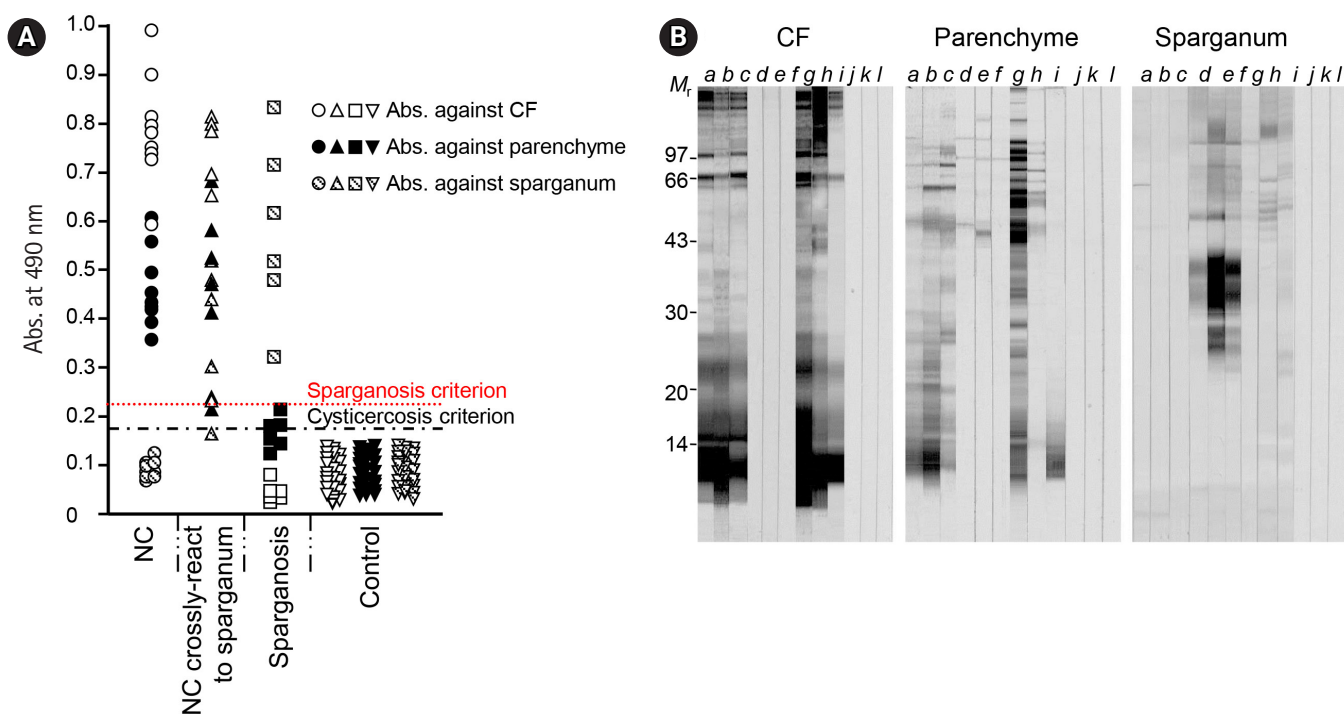 A
1.0
0.9
0.8
0.7
0.6
0.5
0.4
0.3
0.2
0.1
0
Abs. at 490 nm
Abs. against CF
Abs. against parenchyme
Abs. against sparganum
Sparganosis criterion
Cysticercosis criterion
NC
NC crossly-react
to sparganum
Sparganosis
Control
B
CF
Parenchyme
Sparganum
Mr
a b c d e f g h i j k l
a b c d e f g h i j k l
a b c d e f g h i j k l
97
66
43
30
20
14